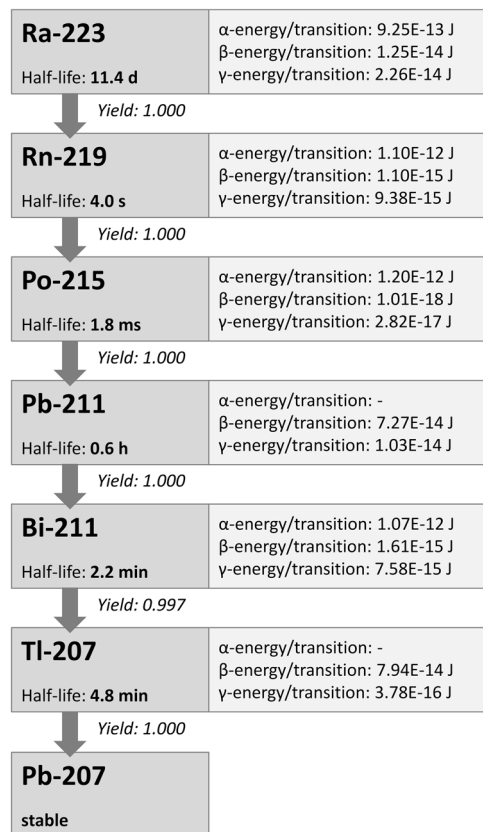 Ra-223
Half-life: 11.4 d
α-energy/transition: 9.25E-13 J
β-energy/transition: 1.25E-14 J
γ-energy/transition: 2.26E-14 J
Yield: 1.000
Rn-219
Half-life: 4.0 s
α-energy/transition: 1.10E-12 J
β-energy/transition: 1.10E-15 J
γ-energy/transition: 9.38E-15 J
Yield: 1.000
Po-215
Half-life: 1.8 ms
α-energy/transition: 1.20E-12 J
β-energy/transition: 1.01E-18 J
γ-energy/transition: 2.82E-17 J
Yield: 1.000
Pb-211
Half-life: 0.6 h
α-energy/transition: -
β-energy/transition: 7.27E-14 J
γ-energy/transition: 1.03E-14 J
Yield: 1.000
Bi-211
Half-life: 2.2 min
α-energy/transition: 1.07E-12 J
β-energy/transition: 1.61E-15 J
γ-energy/transition: 7.58E-15 J
Yield: 0.997
Tl-207
Half-life: 4.8 min
α-energy/transition: -
β-energy/transition: 7.94E-14 J
γ-energy/transition: 3.78E-16 J
Yield: 1.000
Pb-207
stable